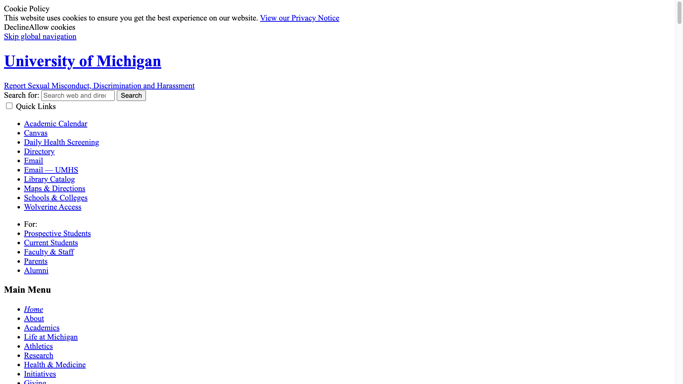 Cookie Policy
This website uses cookies to ensure you get the best experience on our website. View our Privacy Notice
DeclineAllow cookies
Skip global navigation
University of Michigan
Report Sexual Misconduct, Discrimination and Harassment
Search for: Search web and dire Search
Quick Links
Academic Calendar
Canvas
Daily Health Screening
Directory
Email
Email — UMHS
Library Catalog
Maps & Directions
Schools & Colleges
Wolverine Access
For:
Prospective Students
Current Students
Faculty & Staff
Parents
Alumni
Main Menu
Home
About
Academics
Life at Michigan
Athletics
Research
Health & Medicine
Initiatives
Giving